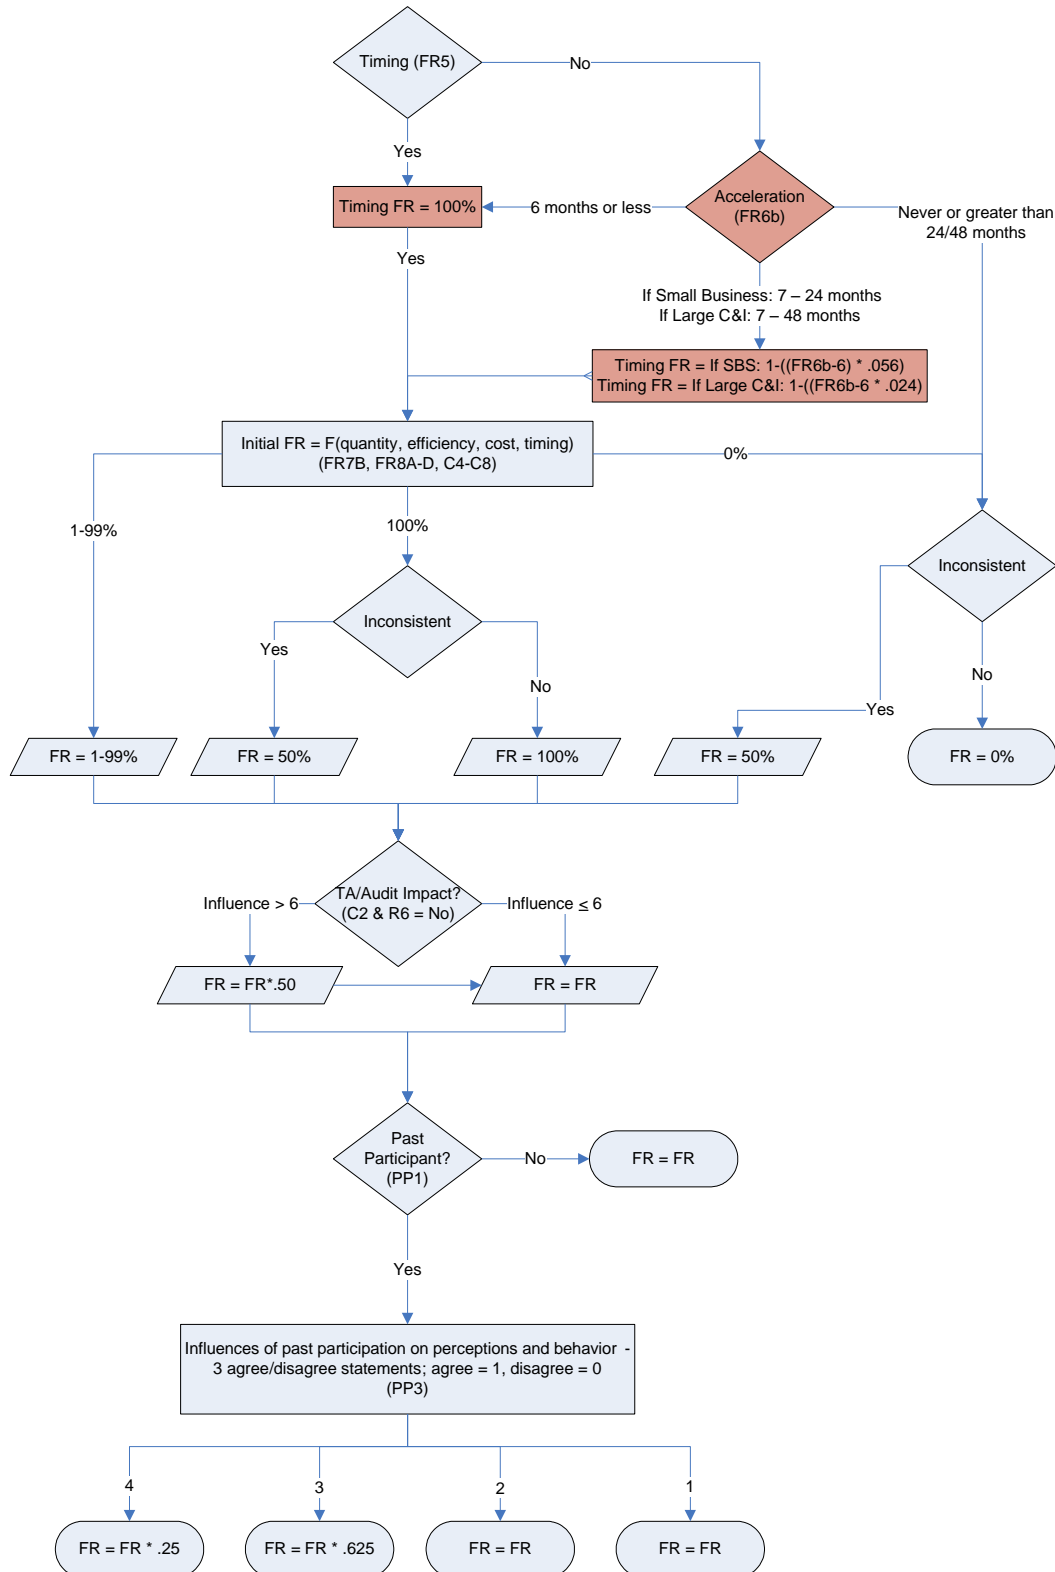 Timing (FR5)
No
Yes
Timing FR = 100%
6 months or less
Acceleration
(FR6b)
Never or greater than
24/48 months
Yes
If Small Business: 7 – 24 months
If Large C&I: 7 – 48 months
Timing FR = If SBS: 1-((FR6b-6) * .056)
Timing FR = If Large C&I: 1-((FR6b-6 * .024)
Initial FR = F(quantity, efficiency, cost, timing)
(FR7B, FR8A-D, C4-C8)
0%
1-99%
100%
Inconsistent
Inconsistent
Yes
No
No
Yes
FR = 1-99%
FR = 50%
FR = 100%
FR = 50%
FR = 0%
TA/Audit Impact?
(C2 & R6 = No)
Influence > 6
Influence ≤ 6
FR = FR*.50
FR = FR
Past
Participant?
(PP1)
No
FR = FR
Yes
Influences of past participation on perceptions and behavior -
3 agree/disagree statements; agree = 1, disagree = 0
(PP3)
4
3
2
1
FR = FR * .25
FR = FR * .625
FR = FR
FR = FR